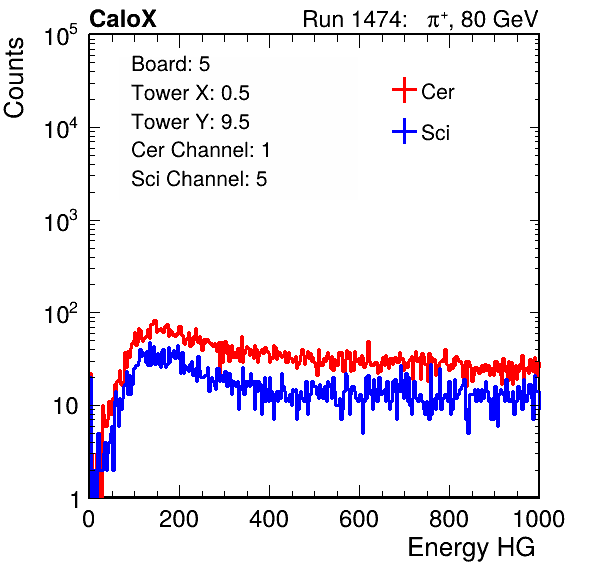 CaloX Run 1474: π⁺, 80 GeV
Counts
Board: 5
Tower X: 0.5
Tower Y: 9.5
Cer Channel: 1
Sci Channel: 5
Cer
Sci
10⁵
10⁴
10³
10²
10
1
0 200 400 600 800 1000
Energy HG